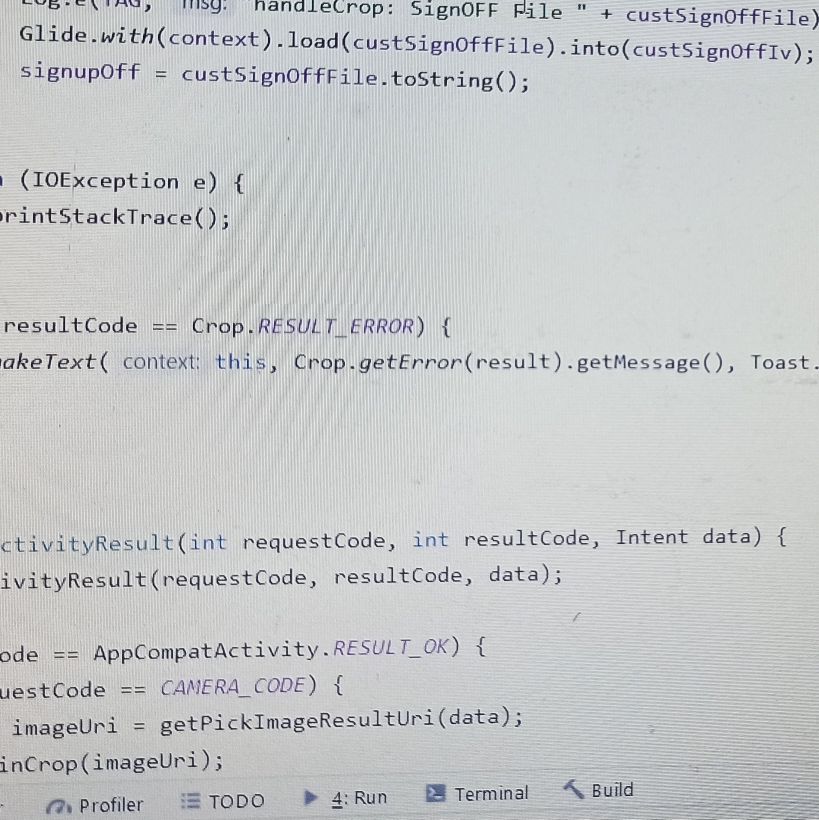 Log.e(TAG, msg: "handleCrop: SignOFF File " + custSignOffFile)
Glide.with(context).load(custSignOffFile).into(custSignOffIv);
signupOff = custSignOffFile.toString();
(IOException e) {
printStackTrace();
resultCode == Crop.RESULT_ERROR) {
akeText( context: this, Crop.getError(result).getMessage(), Toast.
ctivityResult(int requestCode, int resultCode, Intent data) {
ivityResult(requestCode, resultCode, data);
ode == AppCompatActivity.RESULT_OK) {
uestCode == CAMERA_CODE) {
imageUri = getPickImageResultUri(data);
inCrop(imageUri);
Profiler TODO 4: Run Terminal Build